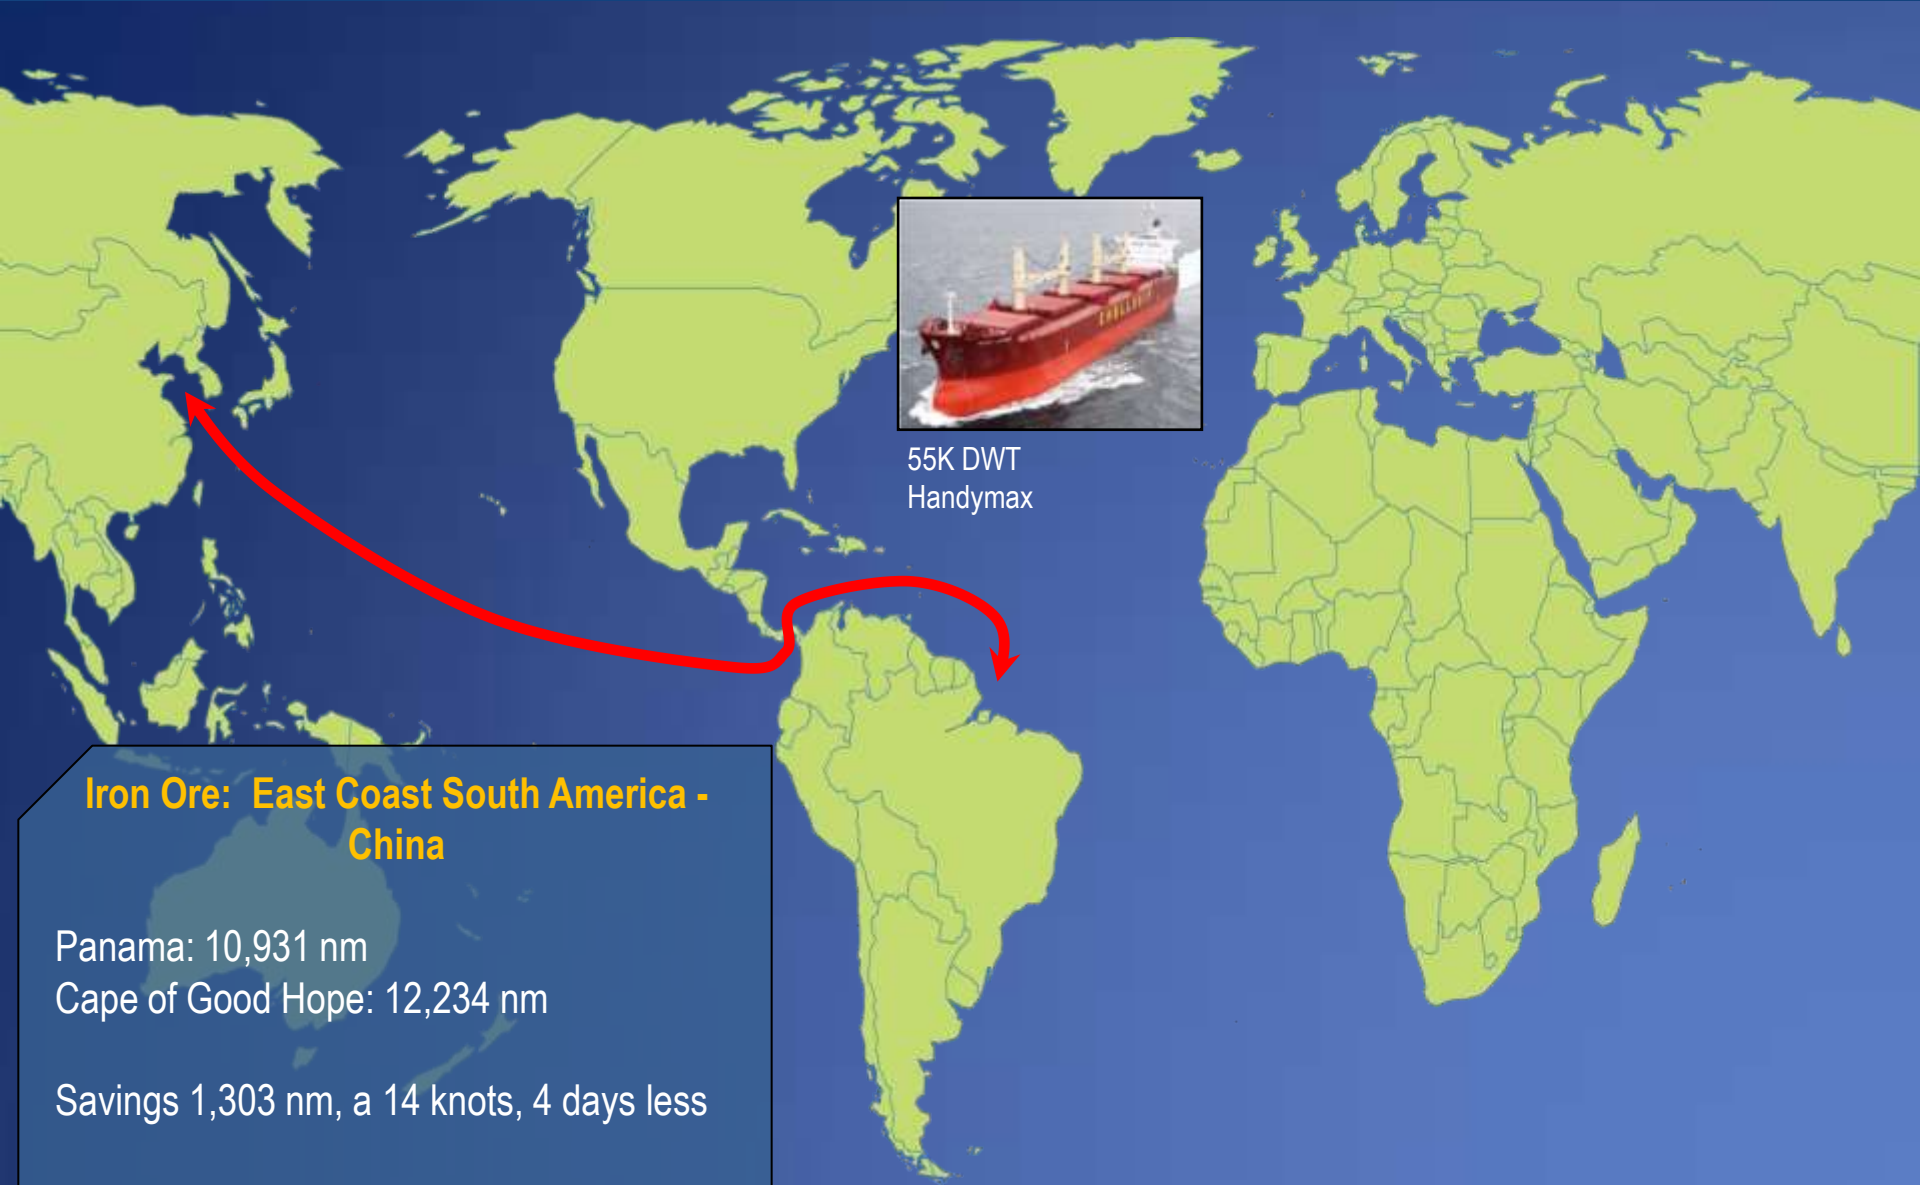 55K DWT
Handymax
Iron Ore: East Coast South America -
China
Panama: 10,931 nm
Cape of Good Hope: 12,234 nm
Savings 1,303 nm, a 14 knots, 4 days less